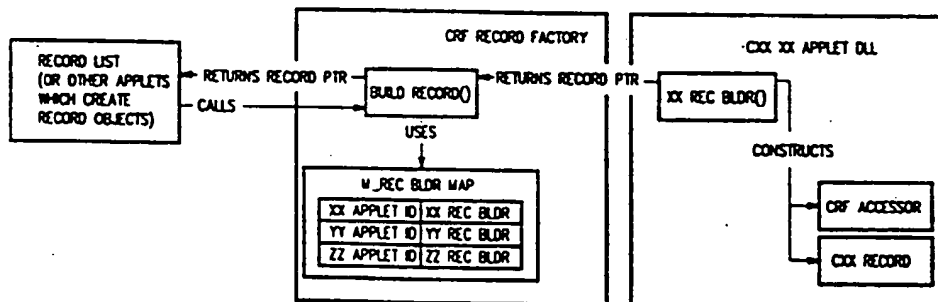 CRF RECORD FACTORY
CXX XX APPLET DLL
RECORD LIST
(OR OTHER APPLETS
WHICH CREATE
RECORD OBJECTS)
RETURNS RECORD PTR
CALLS
BUILD RECORD()
RETURNS RECORD PTR
XX REC BLDR()
USES
CONSTRUCTS
M_REC BLDR MAP
XX APPLET ID XX REC BLDR
YY APPLET ID YY REC BLDR
ZZ APPLET ID ZZ REC BLDR
CRF ACCESSOR
CXX RECORD